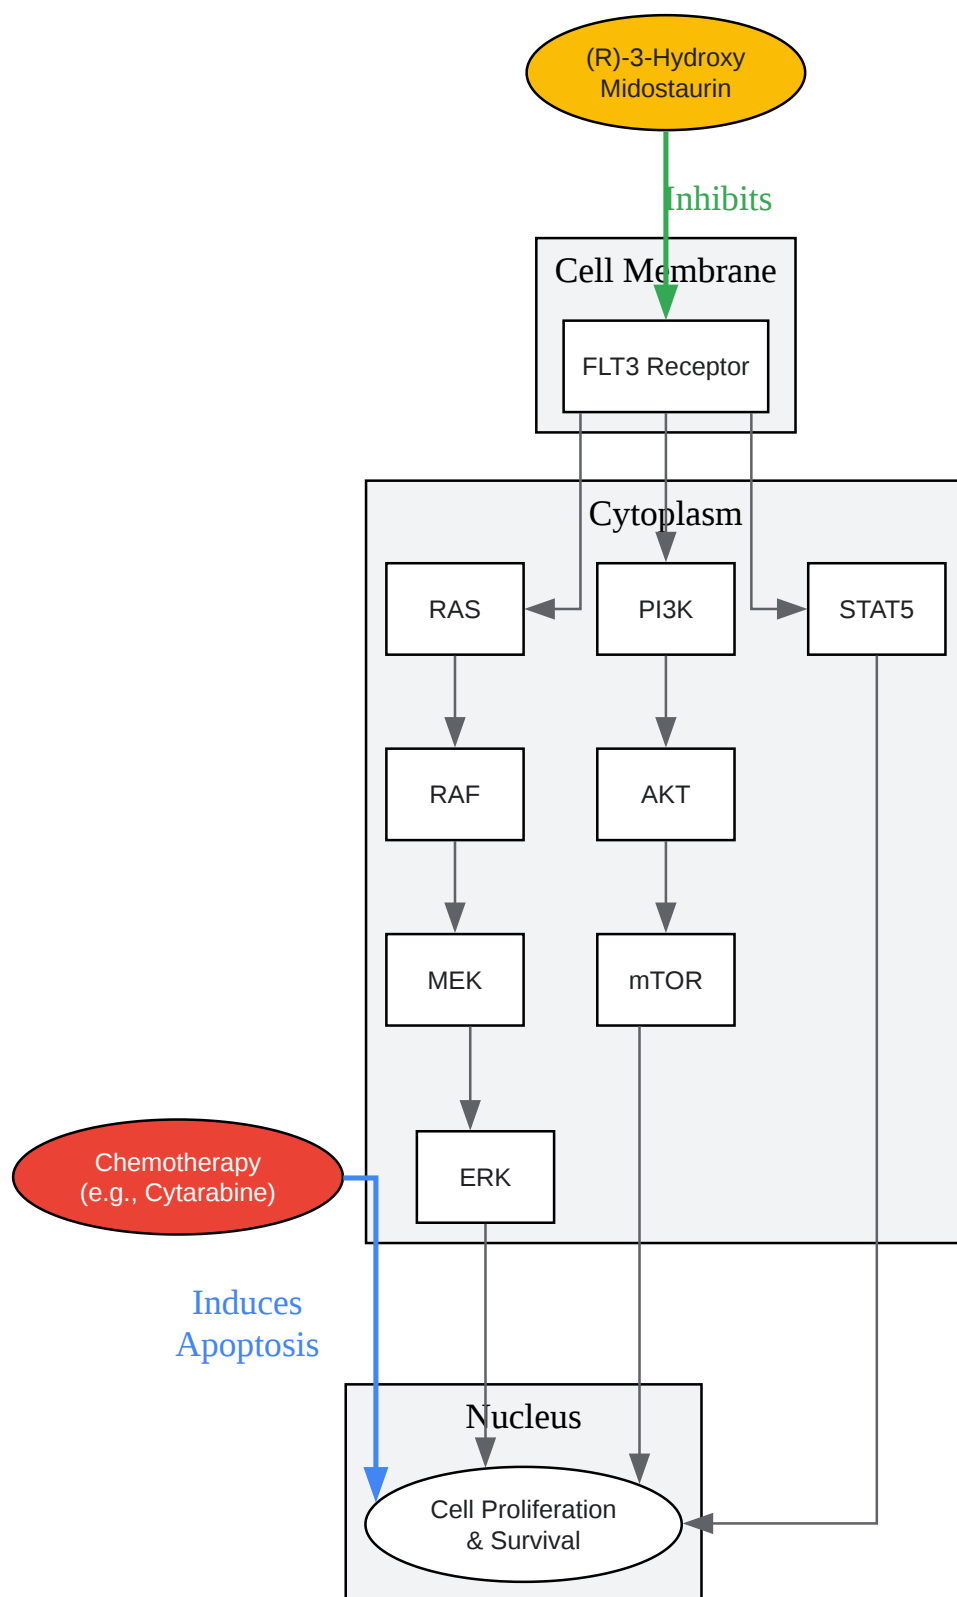 (R)-3-Hydroxy
Midostaurin
Inhibits
Cell Membrane
FLT3 Receptor
Cytoplasm
RAS
PI3K
STAT5
RAF
AKT
MEK
mTOR
Chemotherapy
(e.g., Cytarabine)
ERK
Induces
Apoptosis
Nucleus
Cell Proliferation
& Survival